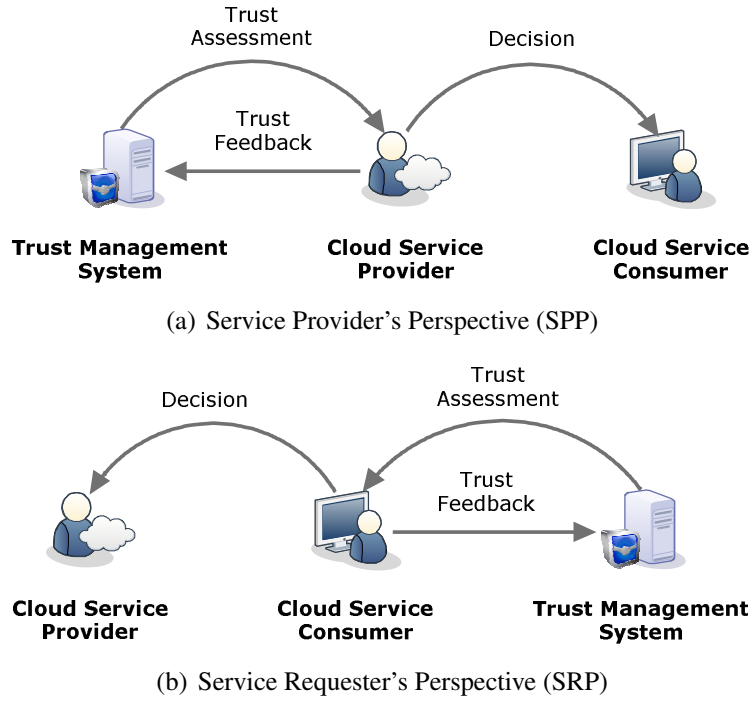 Trust
Assessment
Decision
Trust
Feedback
Trust Management
System
Cloud Service
Provider
Cloud Service
Consumer
(a) Service Provider's Perspective (SPP)
Trust
Assessment
Decision
Trust
Feedback
Cloud Service
Provider
Cloud Service
Consumer
Trust Management
System
(b) Service Requester's Perspective (SRP)